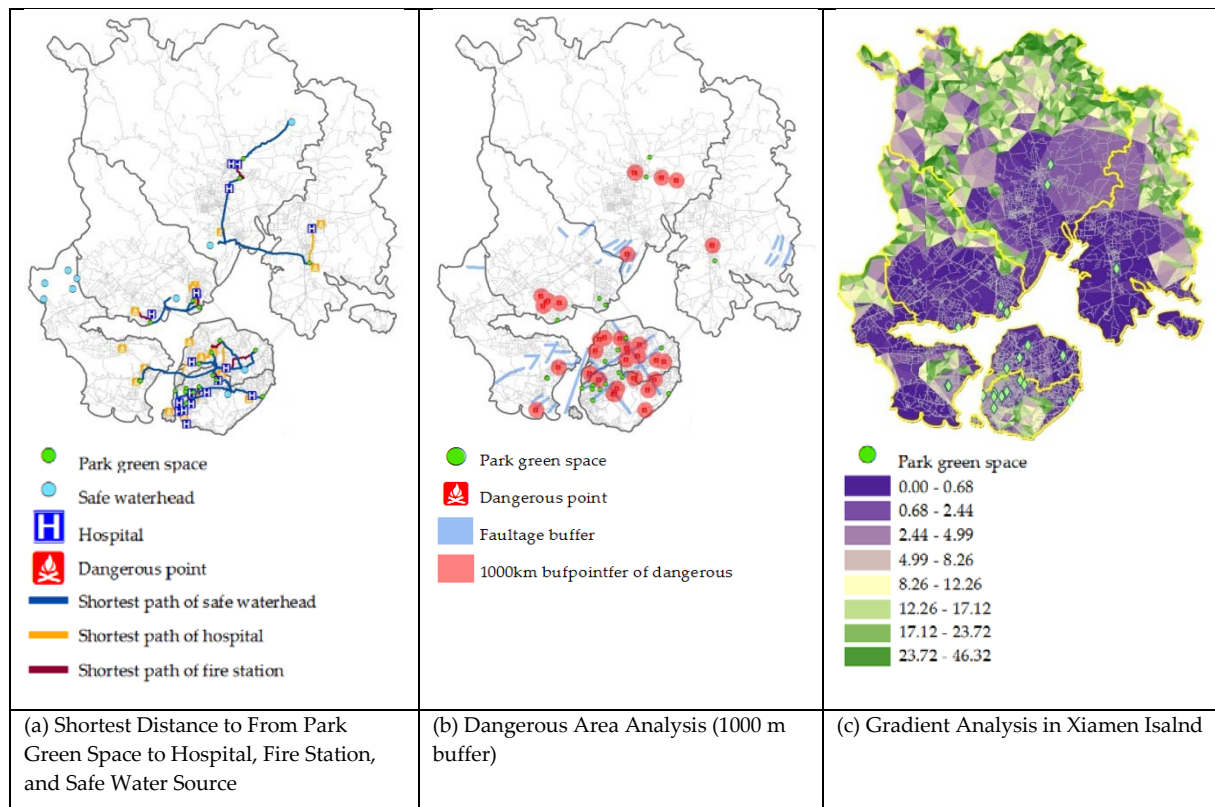 Park green space
Safe waterhead
H
Hospital
Dangerous point
Shortest path of safe waterhead
Shortest path of hospital
Shortest path of fire station
Park green space
Dangerous point
Faultage buffer
1000km bufpointfer of dangerous
Park green space
0.00 - 0.68
0.68 - 2.44
2.44 - 4.99
4.99 - 8.26
8.26 - 12.26
12.26 - 17.12
17.12 - 23.72
23.72 - 46.32
(a) Shortest Distance to From Park
Green Space to Hospital, Fire Station,
and Safe Water Source
(b) Dangerous Area Analysis (1000 m
buffer)
(c) Gradient Analysis in Xiamen Isalnd